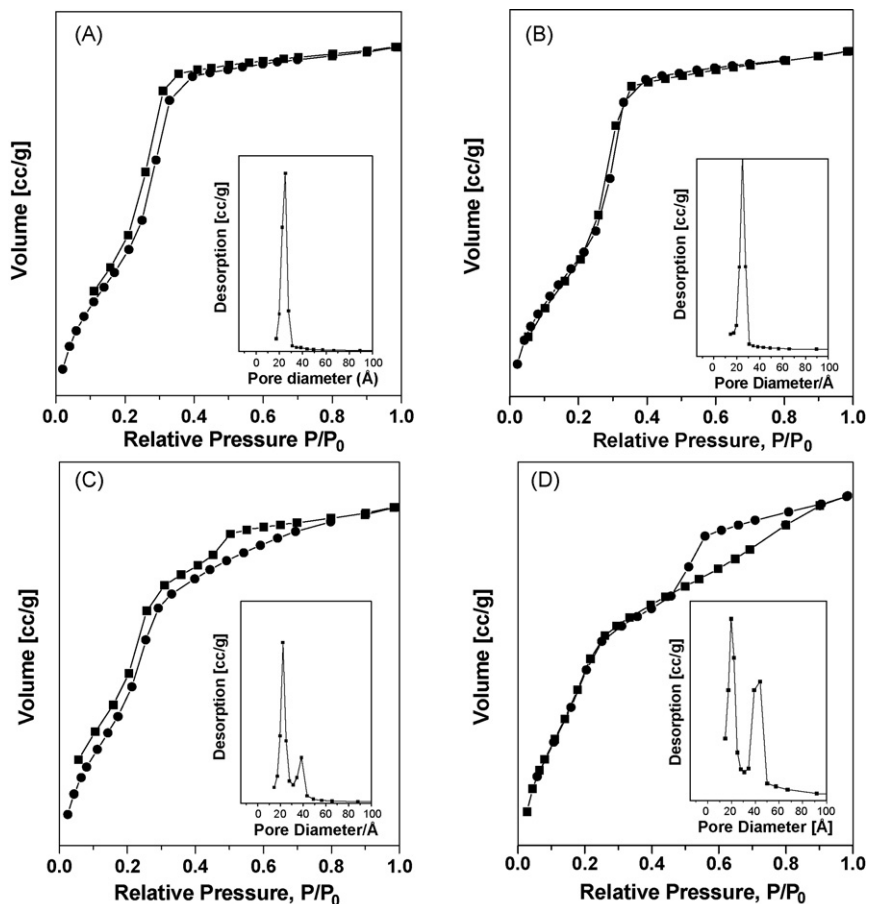 (A)
Volume [cc/g]
Desorption [cc/g]
0 20 40 60 80 100
Pore diameter (Å)
0.0 0.2 0.4 0.6 0.8 1.0
Relative Pressure P/P0
(B)
Volume [cc/g]
Desorption [cc/g]
0 20 40 60 80 100
Pore Diameter/Å
0.0 0.2 0.4 0.6 0.8 1.0
Relative Pressure, P/P0
(C)
Volume [cc/g]
Desorption [cc/g]
0 20 40 60 80 100
Pore Diameter/Å
0.0 0.2 0.4 0.6 0.8 1.0
Relative Pressure, P/P0
(D)
Volume [cc/g]
Desorption [cc/g]
0 20 40 60 80 100
Pore Diameter [Å]
0.0 0.2 0.4 0.6 0.8 1.0
Relative Pressure, P/P0